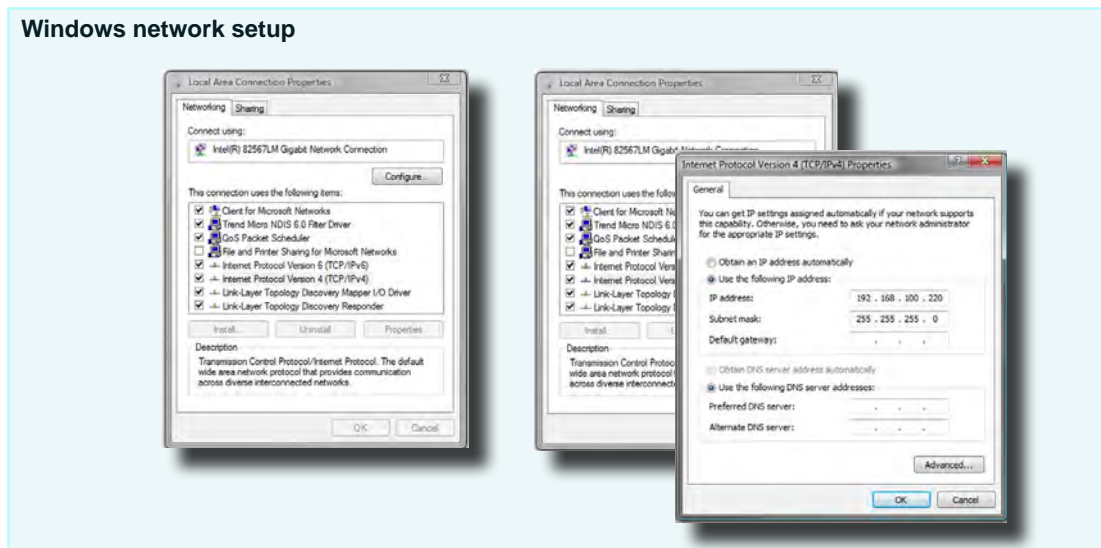 Windows network setup
Local Area Connection Properties
Networking Sharing
Connect using:
Intel(R) 82567LM Gigabit Network Connection
Configure...
This connection uses the following items:
Client for Microsoft Networks
Trend Micro NDIS 6.0 Filter Driver
QoS Packet Scheduler
File and Printer Sharing for Microsoft Networks
Internet Protocol Version 6 (TCP/IPv6)
Internet Protocol Version 4 (TCP/IPv4)
Link-Layer Topology Discovery Mapper I/O Driver
Link-Layer Topology Discovery Responder
Install... Uninstall Properties
Description
Transmission Control Protocol/Internet Protocol. The default
wide area network protocol that provides communication
across diverse interconnected networks.
OK Cancel
Local Area Connection Properties
Networking Sharing
Connect using:
Intel(R) 82567LM Gigabit Network Connection
This connection uses the follow
Client for Microsoft Ne
Trend Micro NDIS 6.0
QoS Packet Schedul
File and Printer Sharin
Internet Protocol Vers
Internet Protocol Vers
Link-Layer Topology
Link-Layer Topology
Install
Description
Transmission Control Protoc
wide area network protocol
across diverse interconnect
Internet Protocol Version 4 (TCP/IPv4) Properties
General
You can get IP settings assigned automatically if your network supports
this capability. Otherwise, you need to ask your network administrator
for the appropriate IP settings.
Obtain an IP address automatically
Use the following IP address:
IP address: 192 . 168 . 100 . 220
Subnet mask: 255 . 255 . 255 . 0
Default gateway: . . .
Obtain DNS server address automatically
Use the following DNS server addresses:
Preferred DNS server: . . .
Alternate DNS server: . . .
Advanced...
OK Cancel